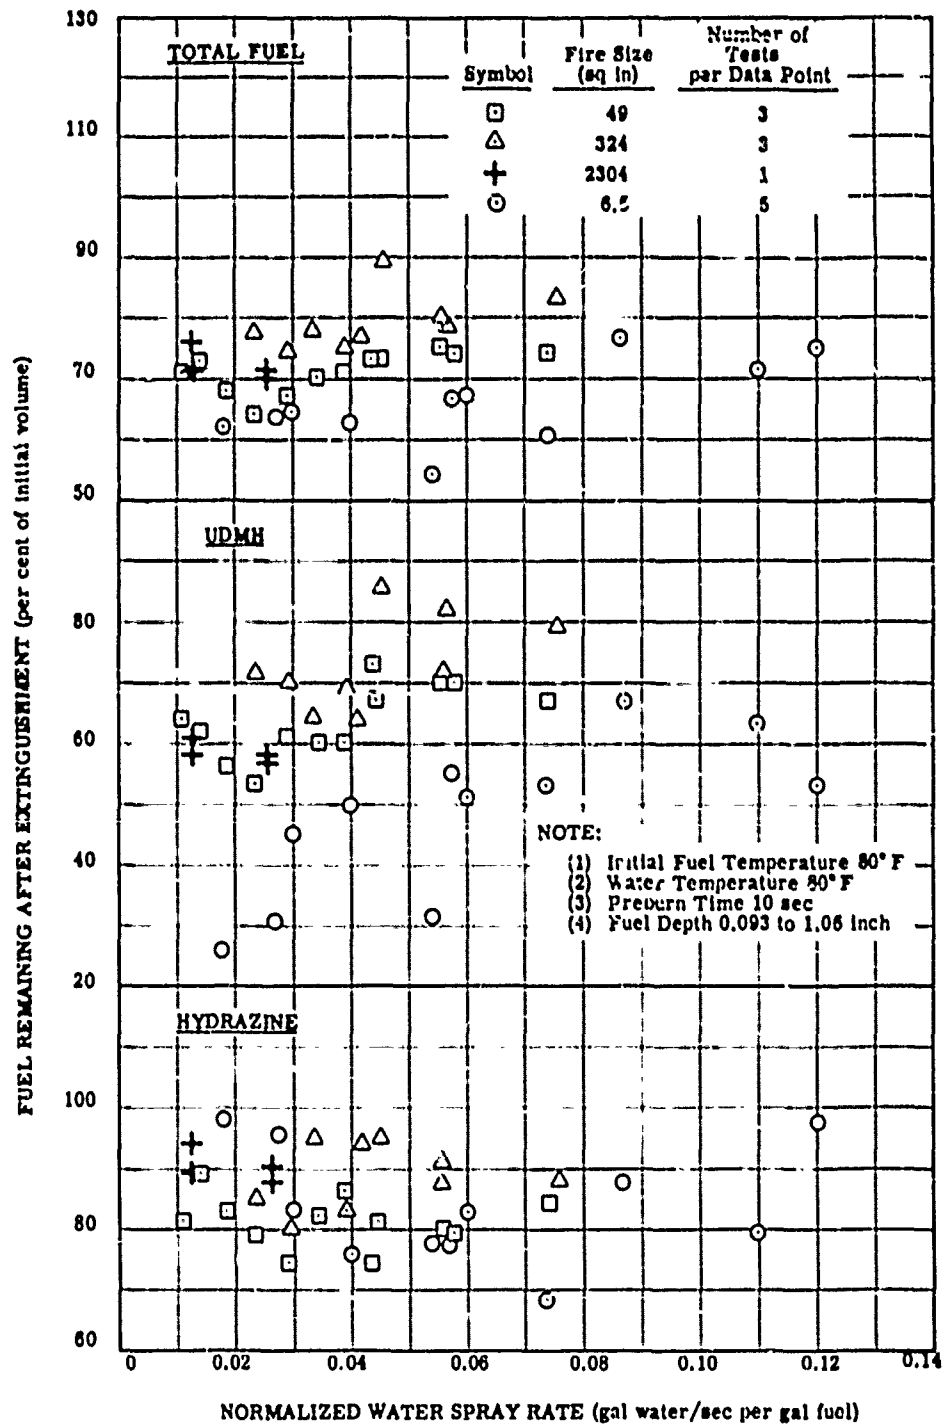 130
110
90
70
50
80
60
40
20
100
80
60
FUEL REMAINING AFTER EXTINGUISHMENT (per cent of initial volume)
TOTAL FUEL
Symbol
Fire Size
(sq in)
Number of
Tests
per Data Point
49 3
324 3
2304 1
6.5 5
UDMH
NOTE:
(1) Initial Fuel Temperature 80°F
(2) Water Temperature 80°F
(3) Preburn Time 10 sec
(4) Fuel Depth 0.093 to 1.06 inch
HYDRAZINE
0 0.02 0.04 0.06 0.08 0.10 0.12 0.14
NORMALIZED WATER SPRAY RATE (gal water/sec per gal fuel)